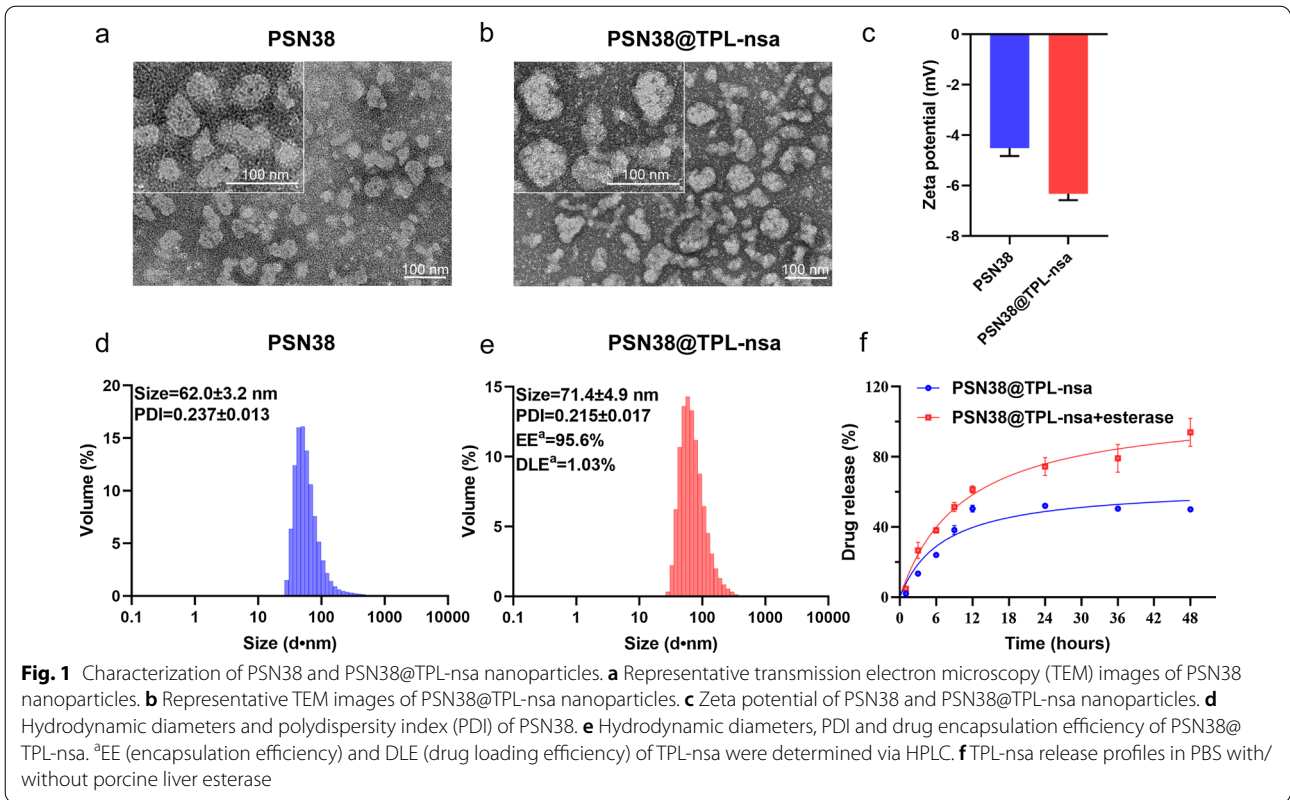 a
PSN38
100 nm
100 nm
b
PSN38@TPL-nsa
100 nm
100 nm
c
Zeta potential (mV)
0
-2
-4
-6
-8
PSN38
PSN38@TPL-nsa
d
PSN38
Size=62.0±3.2 nm
PDI=0.237±0.013
Volume (%)
20
15
10
5
0
0.1 1 10 100 1000 10000
Size (d•nm)
e
PSN38@TPL-nsa
Size=71.4±4.9 nm
PDI=0.215±0.017
EEᵃ=95.6%
DLEᵃ=1.03%
Volume (%)
15
10
5
0
0.1 1 10 100 1000 10000
Size (d•nm)
f
PSN38@TPL-nsa
PSN38@TPL-nsa+esterase
Drug release (%)
120
80
40
0
0 6 12 18 24 30 36 42 48
Time (hours)
Fig. 1 Characterization of PSN38 and PSN38@TPL-nsa nanoparticles. a Representative transmission electron microscopy (TEM) images of PSN38
nanoparticles. b Representative TEM images of PSN38@TPL-nsa nanoparticles. c Zeta potential of PSN38 and PSN38@TPL-nsa nanoparticles. d
Hydrodynamic diameters and polydispersity index (PDI) of PSN38. e Hydrodynamic diameters, PDI and drug encapsulation efficiency of PSN38@
TPL-nsa. ᵃEE (encapsulation efficiency) and DLE (drug loading efficiency) of TPL-nsa were determined via HPLC. f TPL-nsa release profiles in PBS with/
without porcine liver esterase